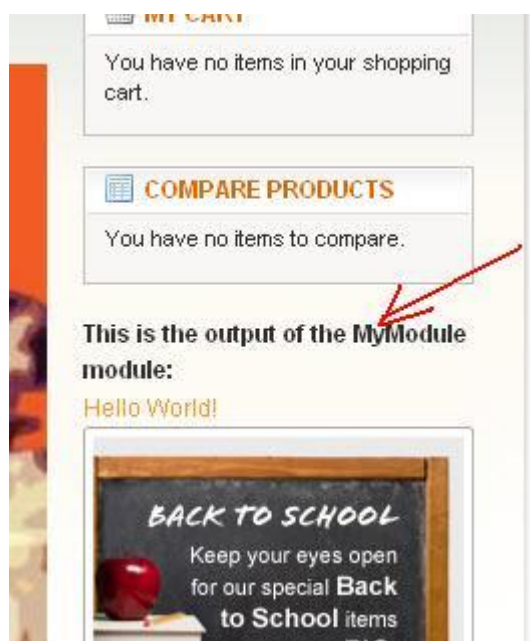 MY CART
You have no items in your shopping
cart.
COMPARE PRODUCTS
You have no items to compare.
This is the output of the MyModule
module:
Hello World!
BACK TO SCHOOL
Keep your eyes open
for our special Back
to School items